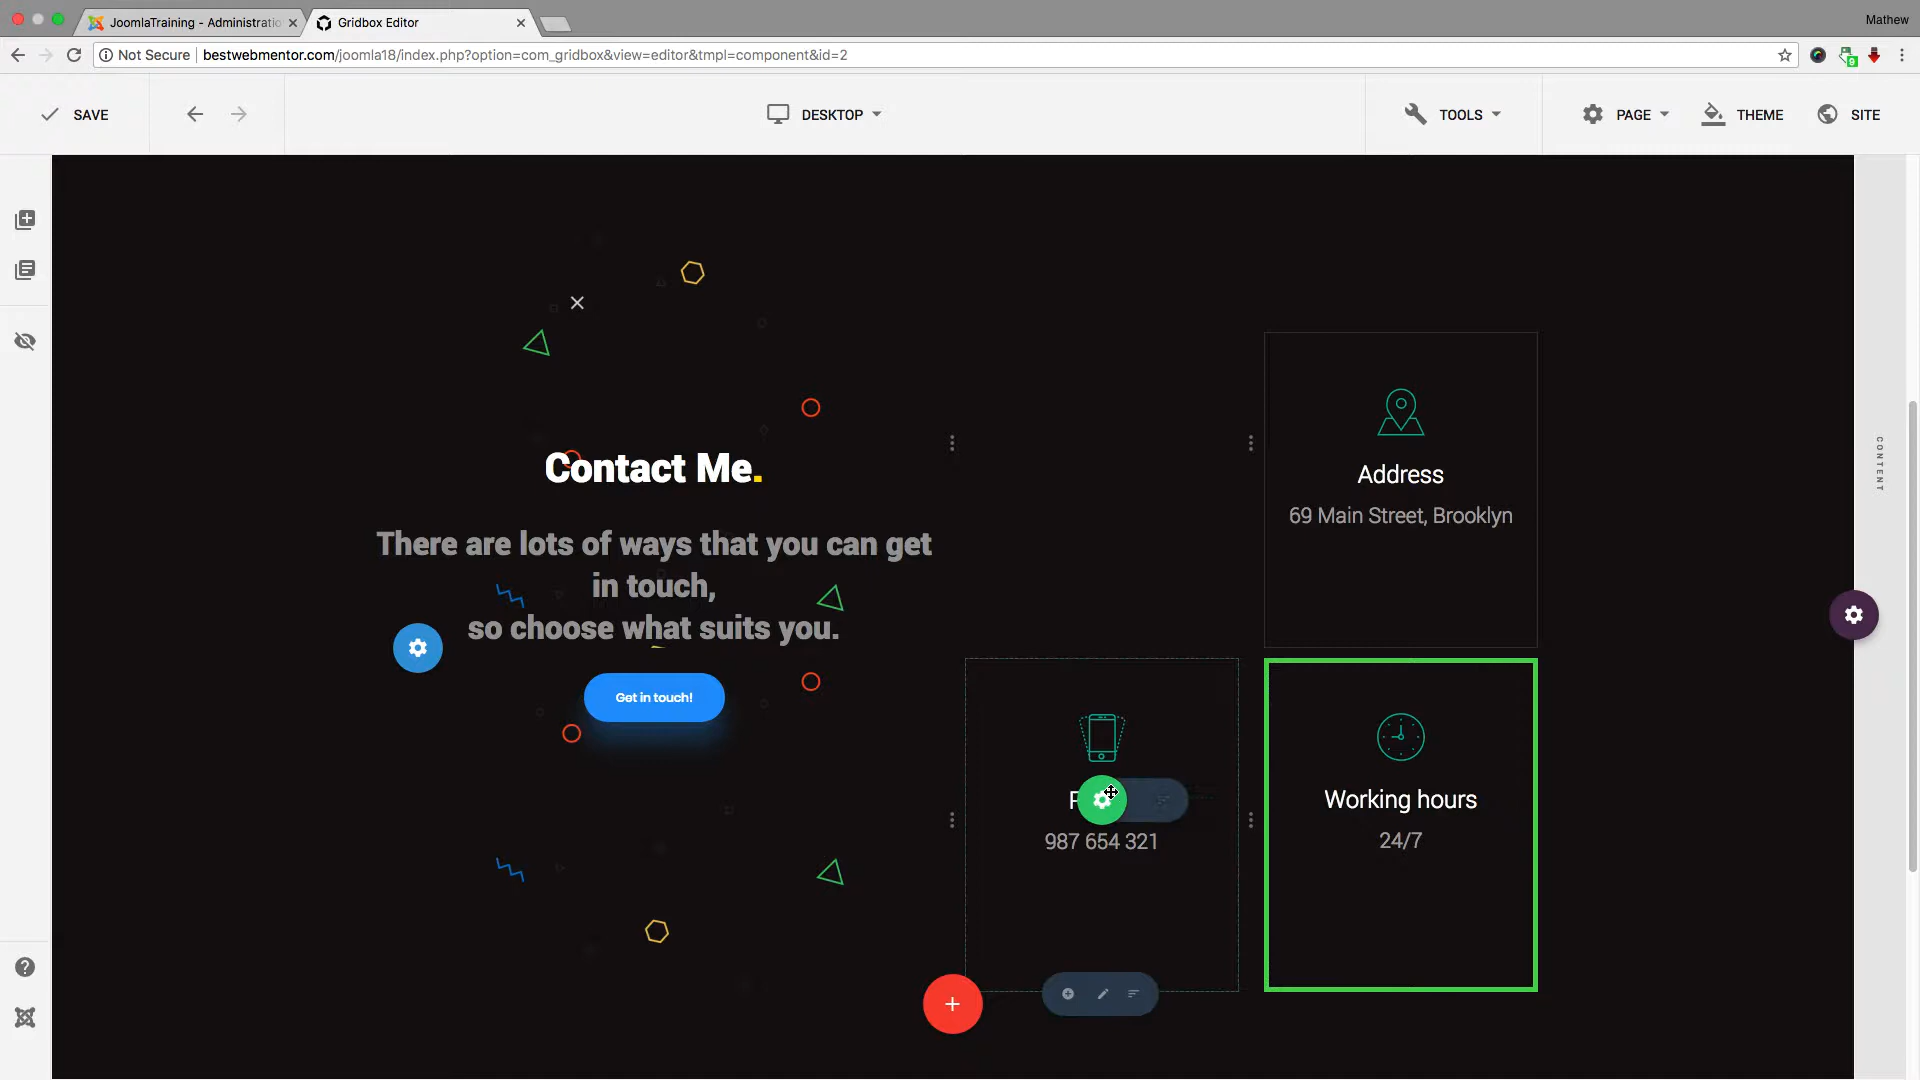 JoomlaTraining - Administratio
Gridbox Editor
Mathew
Not Secure
bestwebmentor.com/joomla18/index.php?option=com_gridbox&view=editor&tmpl=component&id=2
9
SAVE
DESKTOP
TOOLS
PAGE
THEME
SITE
CONTENT
Contact Me.
There are lots of ways that you can get
in touch,
so choose what suits you.
Get in touch!
Address
69 Main Street, Brooklyn
987 654 321
Working hours
24/7